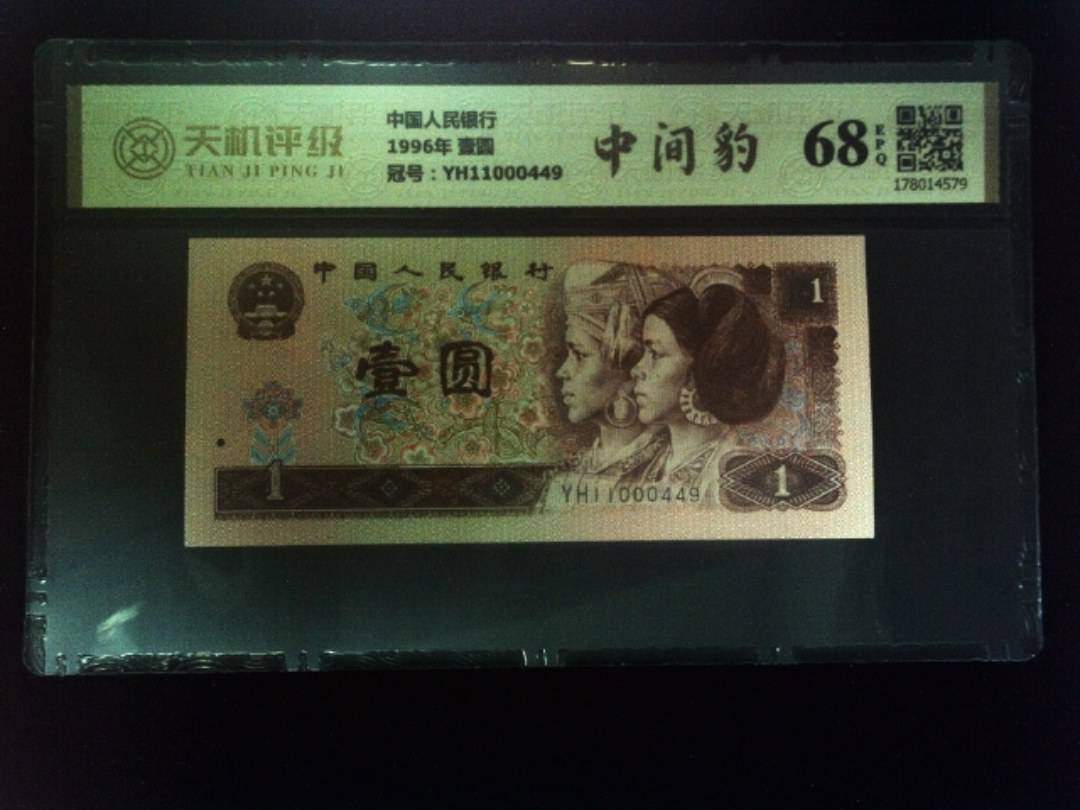 天机评级
TIAN JI PING JI
中国人民银行
1996年 壹圆
冠号：YH11000449
中间豹
68
EPQ
178014579
中国人民银行
1
壹圆
1
YH11000449
1